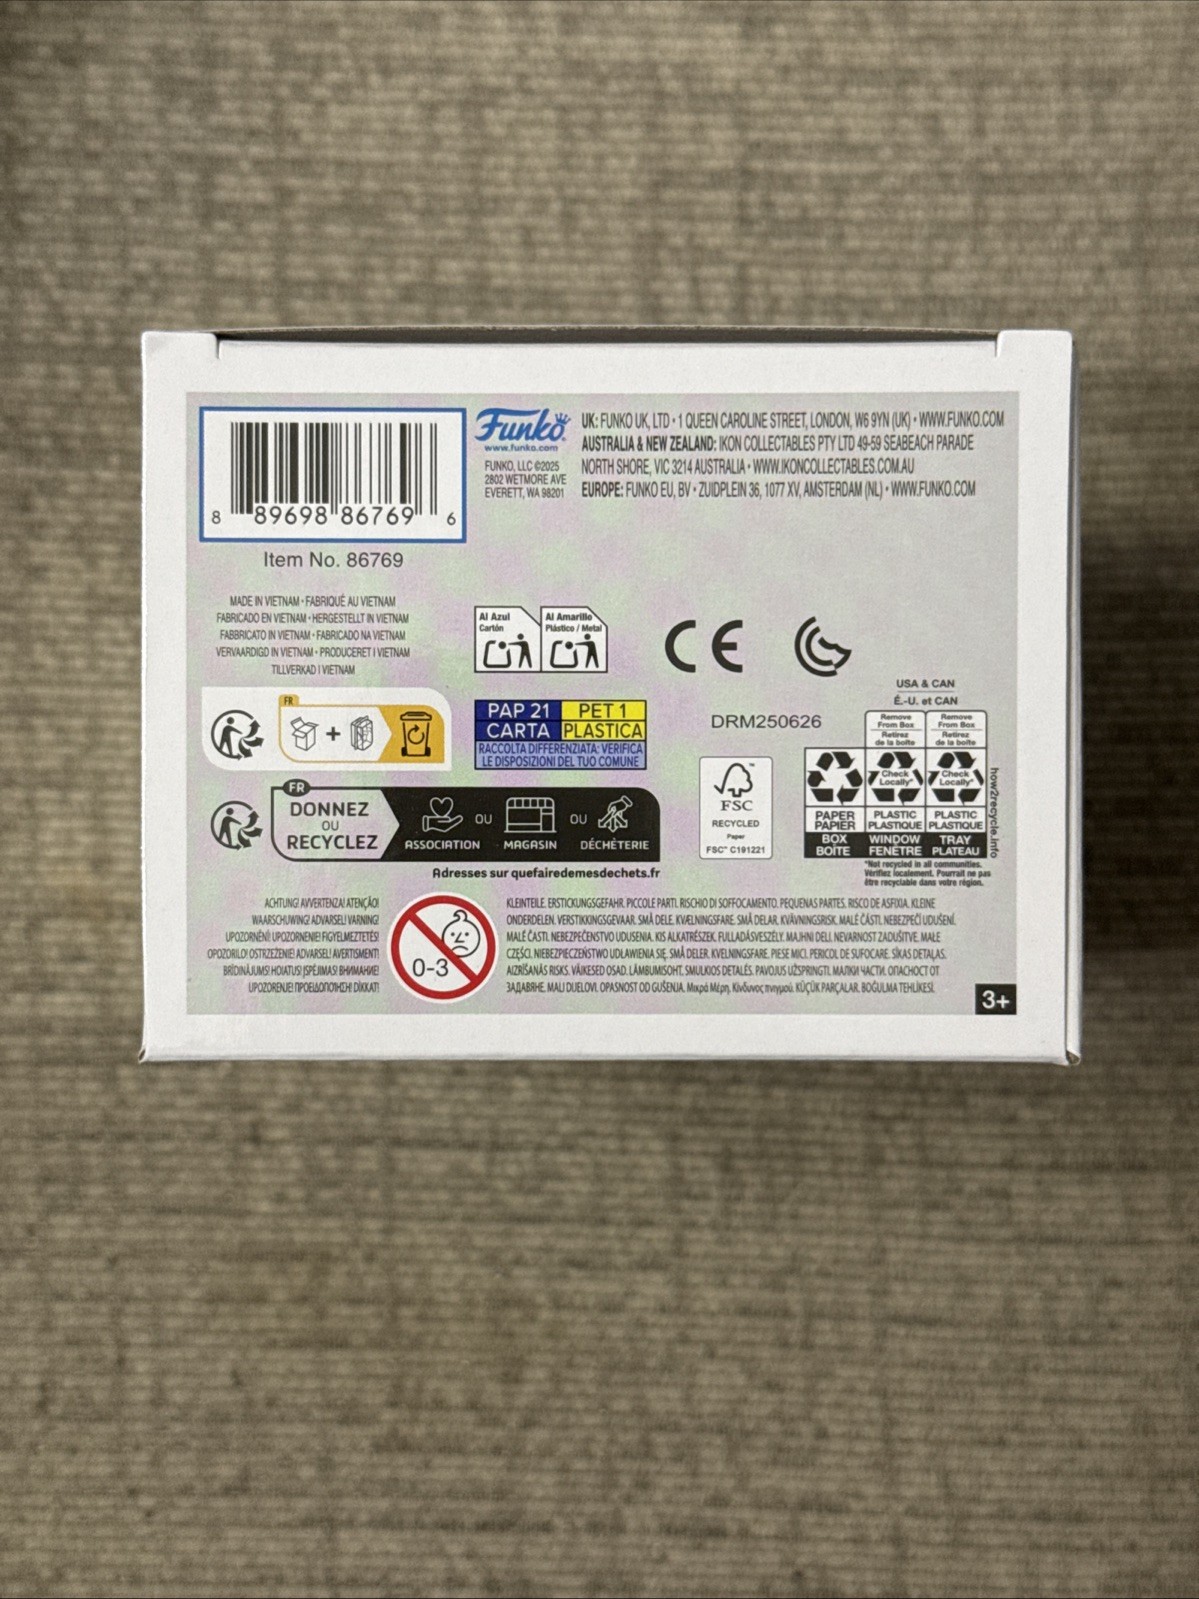 8 89698 86769 6
Item No. 86769
Funko
www.funko.com
FUNKO, LLC ©2025
2802 WETMORE AVE
EVERETT, WA 98201
UK: FUNKO UK, LTD • 1 QUEEN CAROLINE STREET, LONDON, W6 9YN (UK) • WWW.FUNKO.COM
AUSTRALIA & NEW ZEALAND: IKON COLLECTABLES PTY LTD 49-59 SEABEACH PARADE
NORTH SHORE, VIC 3214 AUSTRALIA • WWW.IKONCOLLECTABLES.COM.AU
EUROPE: FUNKO EU, BV • ZUIDPLEIN 36, 1077 XV, AMSTERDAM (NL) • WWW.FUNKO.COM
MADE IN VIETNAM • FABRIQUÉ AU VIETNAM
FABRICADO EN VIETNAM • HERGESTELLT IN VIETNAM
FABBRICATO IN VIETNAM • FABRICADO NA VIETNAM
VERVAARDIGD IN VIETNAM • PRODUCERET I VIETNAM
TILLVERKAD I VIETNAM
Al Azul
Cartón
Al Amarillo
Plástico / Metal
CE
FR
+
PAP 21
CARTA
PET 1
PLASTICA
RACCOLTA DIFFERENZIATA: VERIFICA
LE DISPOSIZIONI DEL TUO COMUNE
DRM250626
FSC
RECYCLED
Paper
FSC™ C191221
USA & CAN
É.-U. et CAN
Remove
From Box
Retirez
de la boîte
Remove
From Box
Retirez
de la boîte
Check
Locally*
Check
Locally*
PAPER
PAPIER
BOX
BOÎTE
PLASTIC
PLASTIQUE
WINDOW
FENÊTRE
PLASTIC
PLASTIQUE
TRAY
PLATEAU
how2recycle.info
*Not recycled in all communities.
Vérifiez localement. Pourrait ne pas
être recyclable dans votre région.
FR
DONNEZ
OU
RECYCLEZ
ASSOCIATION
OU
MAGASIN
OU
DÉCHÈTERIE
Adresses sur quefairedemesdechets.fr
ACHTUNG! AVVERTENZA! ATENÇÃO!
WAARSCHUWING! ADVARSEL! VARNING!
UPOZORNĚNÍ! UPOZORNENIE! FIGYELMEZTETÉS!
OPOZORILO! OSTRZEŻENIE! ADVARSEL! AVERTISMENT!
BRĪDINĀJUMS! HOIATUS! ĮSPĖJIMAS! ВНИМАНИЕ!
UPOZORENJE! ΠΡΟΕΙΔΟΠΟΙΗΣΗ! DİKKAT!
0-3
KLEINTEILE. ERSTICKUNGSGEFAHR. PICCOLE PARTI. RISCHIO DI SOFFOCAMENTO. PEQUENAS PARTES. RISCO DE ASFIXIA. KLEINE
ONDERDELEN. VERSTIKKINGSGEVAAR. SMÅ DELE. KVÆLNINGSFARE. SMÅ DELAR. KVÄVNINGSRISK. MALÉ ČÁSTI. NEBEZPEČÍ UDUŠENÍ.
MALÉ ČASTI. NEBEZPEČENSTVO UDUSENIA. KIS ALKATRÉSZEK. FULLADÁSVESZÉLY. MAJHNI DELI. NEVARNOST ZADUŠITVE. MAŁE
CZĘŚCI. NIEBEZPIECZEŃSTWO UDŁAWIENIA SIĘ. SMÅ DELER. KVELNINGSFARE. PIESE MICI. PERICOL DE SUFOCARE. SĪKAS DETAĻAS.
AIZRĪŠANĀS RISKS. VÄIKESED OSAD. LÄMBUMISOHT. SMULKIOS DETALĖS. PAVOJUS UŽSPRINGTI. МАЛКИ ЧАСТИ. ОПАСНОСТ ОТ
ЗАДАВЯНЕ. MALI DIJELOVI. OPASNOST OD GUŠENJA. Μικρά Μέρη. Κίνδυνος πνιγμού. KÜÇÜK PARÇALAR. BOĞULMA TEHLİKESİ.
3+